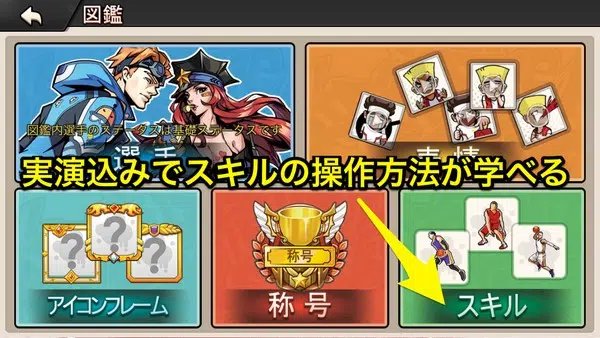 図鑑
図鑑内選手のステータスは基礎ステータスです
選手
表情
実演込みでスキルの操作方法が学べる
? ? ?
アイコンフレーム
称号
称号
スキル